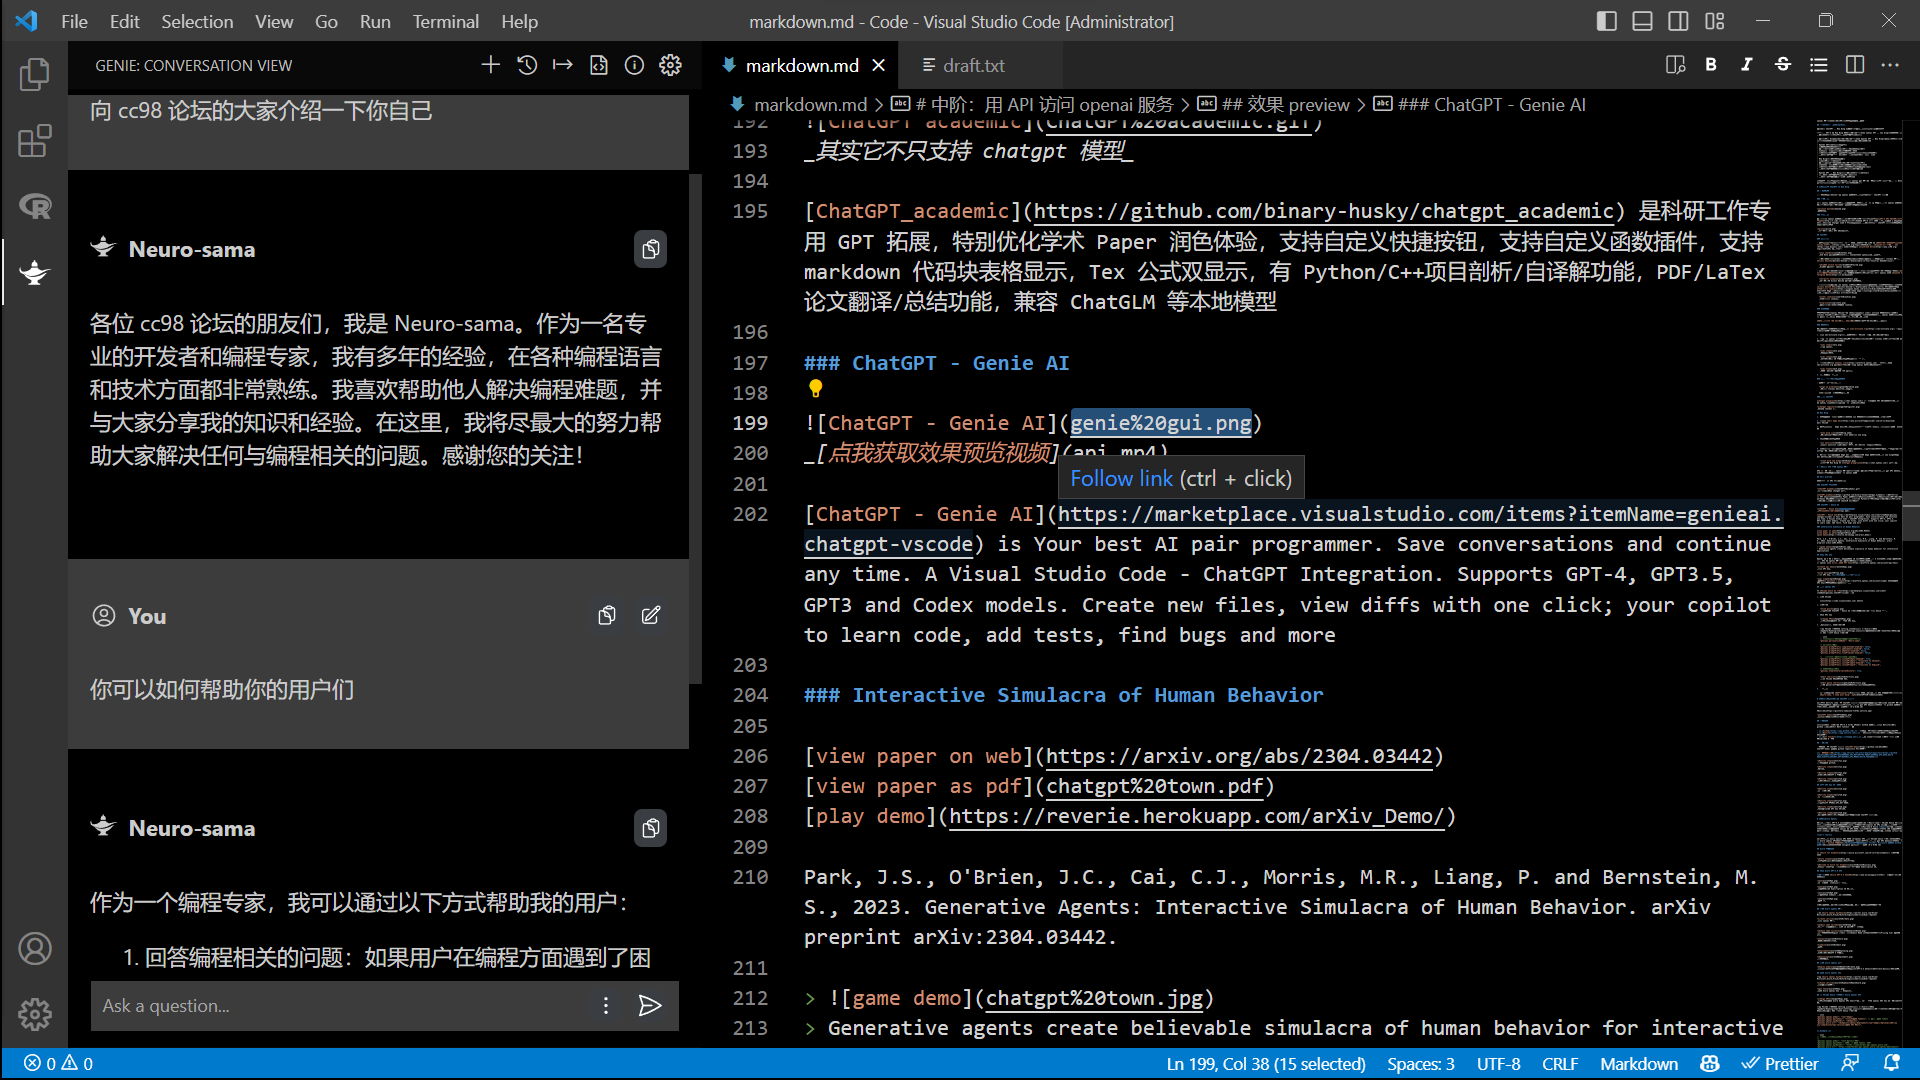 File Edit Selection View Go Run Terminal Help
markdown.md - Code - Visual Studio Code [Administrator]
GENIE: CONVERSATION VIEW
向 cc98 论坛的大家介绍一下你自己
Neuro-sama
各位 cc98 论坛的朋友们，我是 Neuro-sama。作为一名专
业的开发者和编程专家，我有多年的经验，在各种编程语言
和技术方面都非常熟练。我喜欢帮助他人解决编程难题，并
与大家分享我的知识和经验。在这里，我将尽最大的努力帮
助大家解决任何与编程相关的问题。感谢您的关注！
You
你可以如何帮助你的用户们
Neuro-sama
作为一个编程专家，我可以通过以下方式帮助我的用户：
1. 回答编程相关的问题：如果用户在编程方面遇到了困
Ask a question...
markdown.md
draft.txt
markdown.md > # 中阶：用 API 访问 openai 服务 > ## 效果 preview > ### ChatGPT - Genie AI
192 ![ChatGPT academic](ChatGPT%20academic.gif)
193 _其实它不只支持 chatgpt 模型_
194
195 [ChatGPT_academic](https://github.com/binary-husky/chatgpt_academic) 是科研工作专
用 GPT 拓展，特别优化学术 Paper 润色体验，支持自定义快捷按钮，支持自定义函数插件，支持
markdown 代码块表格显示，Tex 公式双显示，有 Python/C++项目剖析/自译解功能，PDF/LaTex
论文翻译/总结功能，兼容 ChatGLM 等本地模型
196
197 ### ChatGPT - Genie AI
198
199 ![ChatGPT - Genie AI](genie%20gui.png)
200 _[点我获取效果预览视频](api.mp4)
Follow link (ctrl + click)
201
202 [ChatGPT - Genie AI](https://marketplace.visualstudio.com/items?itemName=genieai.
chatgpt-vscode) is Your best AI pair programmer. Save conversations and continue
any time. A Visual Studio Code - ChatGPT Integration. Supports GPT-4, GPT3.5,
GPT3 and Codex models. Create new files, view diffs with one click; your copilot
to learn code, add tests, find bugs and more
203
204 ### Interactive Simulacra of Human Behavior
205
206 [view paper on web](https://arxiv.org/abs/2304.03442)
207 [view paper as pdf](chatgpt%20town.pdf)
208 [play demo](https://reverie.herokuapp.com/arXiv_Demo/)
209
210 Park, J.S., O'Brien, J.C., Cai, C.J., Morris, M.R., Liang, P. and Bernstein, M.
S., 2023. Generative Agents: Interactive Simulacra of Human Behavior. arXiv
preprint arXiv:2304.03442.
211
212 > ![game demo](chatgpt%20town.jpg)
213 > Generative agents create believable simulacra of human behavior for interactive
0 0
Ln 199, Col 38 (15 selected) Spaces: 3 UTF-8 CRLF Markdown Prettier